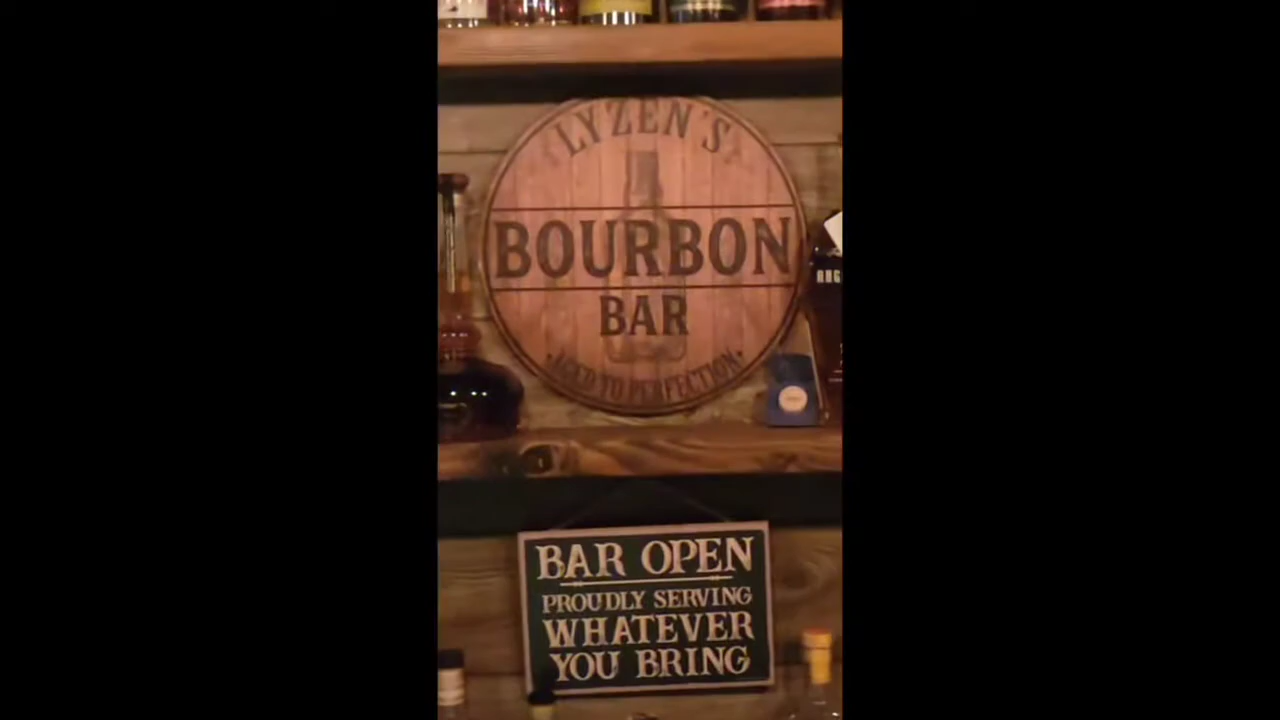 LYZEN'S
BOURBON
BAR
AGED TO PERFECTION
BAR OPEN
PROUDLY SERVING
WHATEVER
YOU BRING